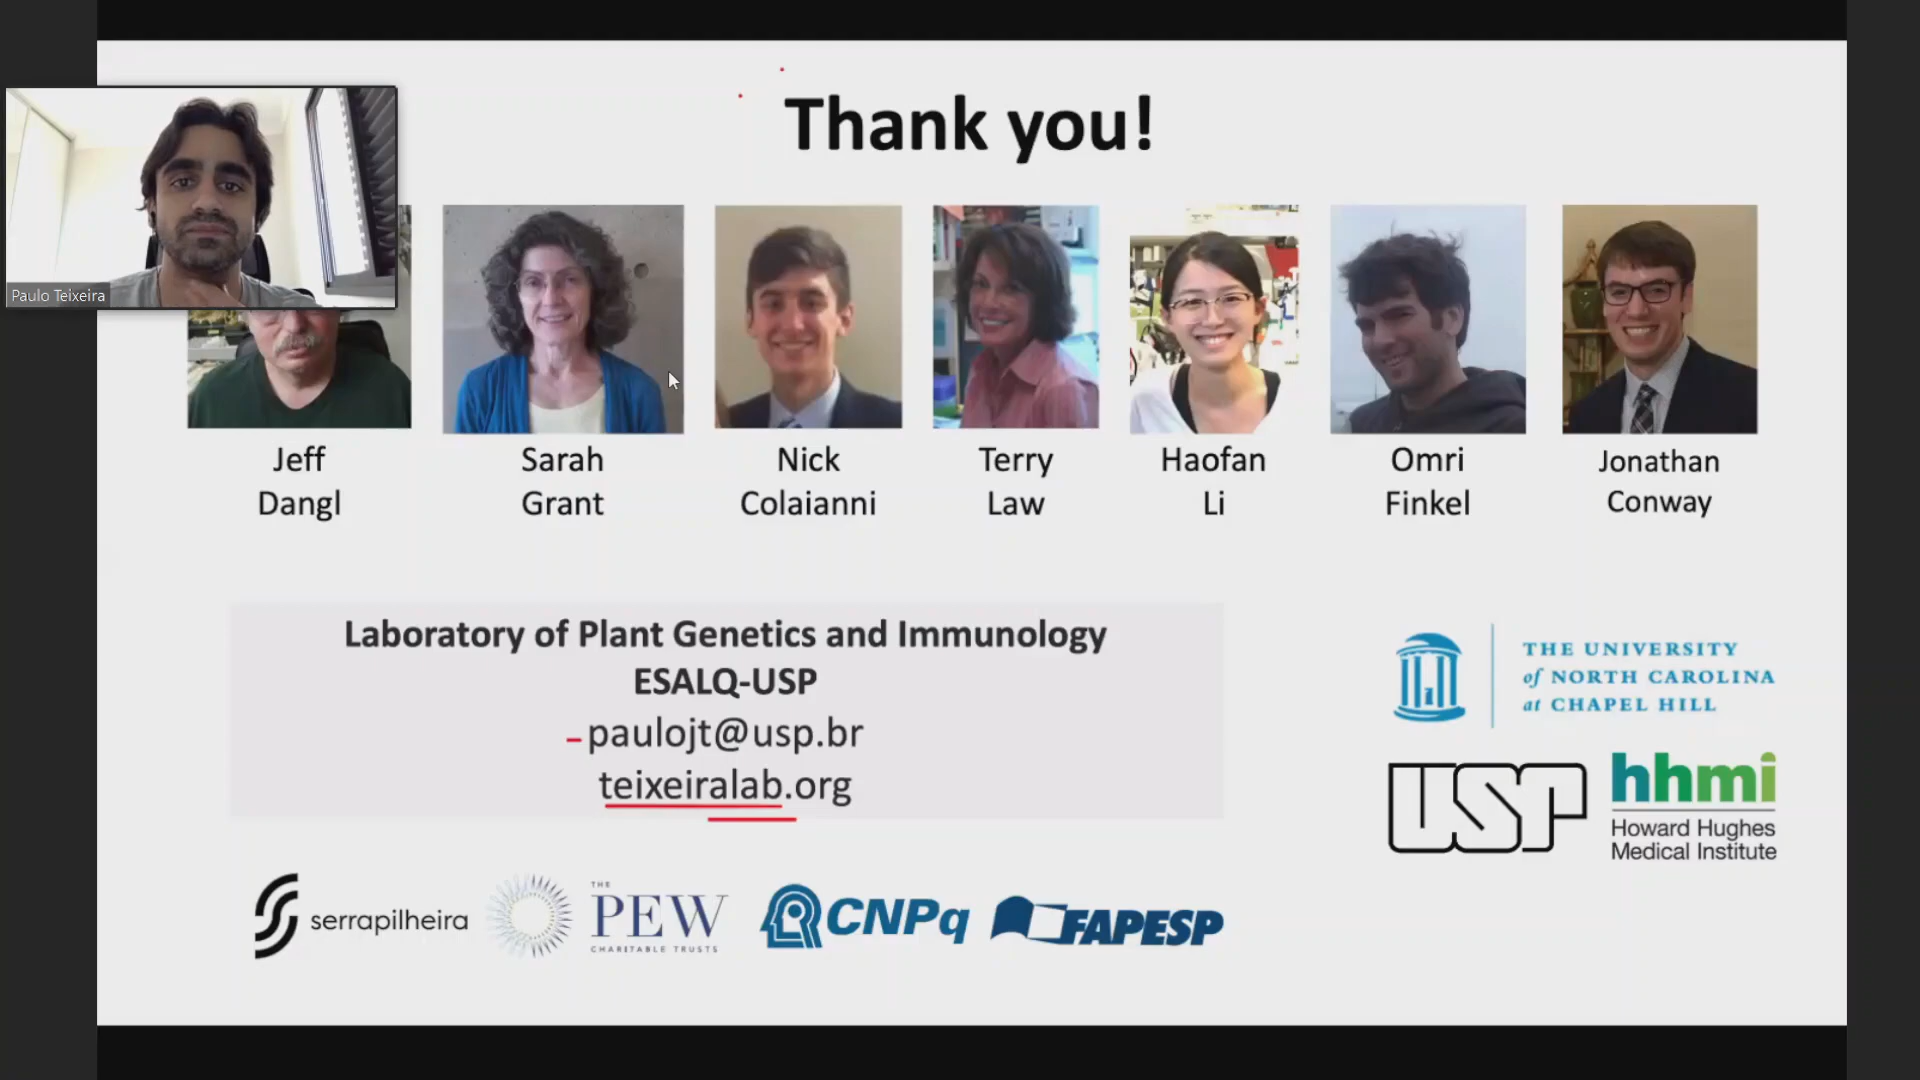 Thank you!
Paulo Teixeira
Jeff
Dangl
Sarah
Grant
Nick
Colaianni
Terry
Law
Haofan
Li
Omri
Finkel
Jonathan
Conway
Laboratory of Plant Genetics and Immunology
ESALQ-USP
paulojt@usp.br
teixeiralab.org
THE UNIVERSITY
of NORTH CAROLINA
at CHAPEL HILL
USP
hhmi
Howard Hughes
Medical Institute
serrapilheira
THE
PEW
CHARITABLE TRUSTS
CNPq
FAPESP